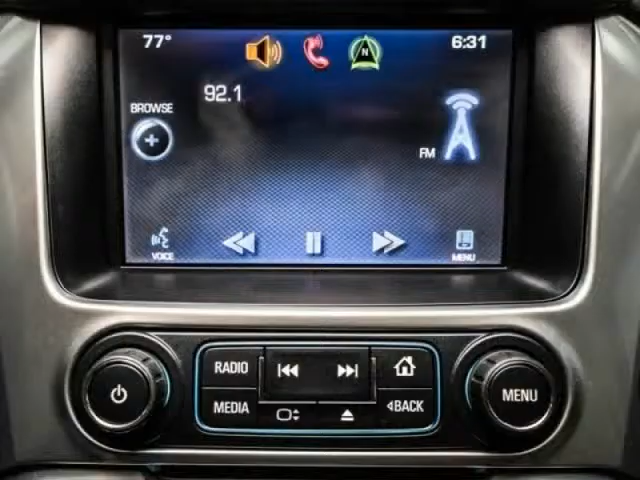 77° N 6:31
92.1
BROWSE
FM
VOICE
MENU
RADIO
MEDIA
BACK
MENU